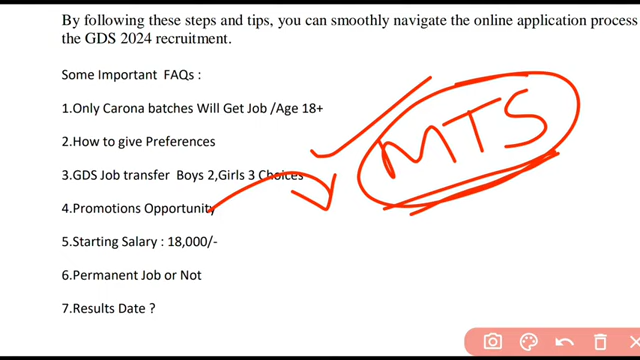 By following these steps and tips, you can smoothly navigate the online application process
the GDS 2024 recruitment.
Some Important FAQs :
1.Only Carona batches Will Get Job /Age 18+
2.How to give Preferences
3.GDS Job transfer Boys 2,Girls 3 Choices
MTS
4.Promotions Opportunity
5.Starting Salary : 18,000/-
6.Permanent Job or Not
7.Results Date ?